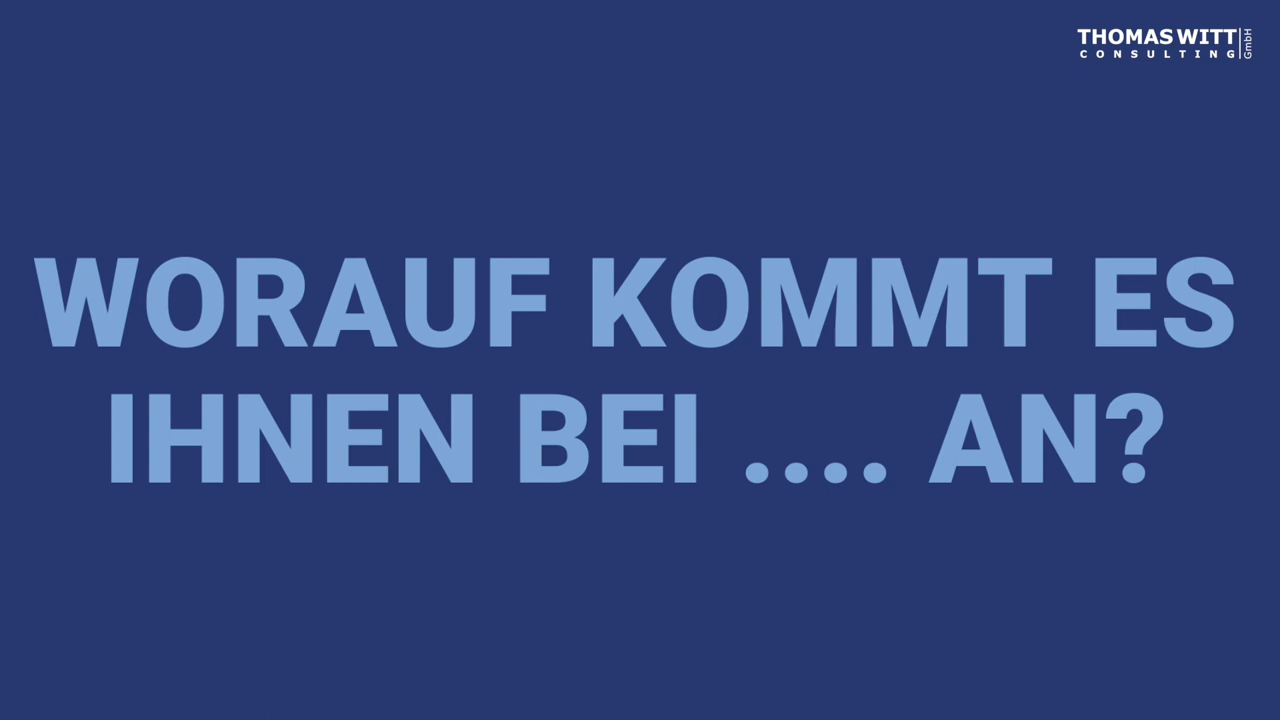 THOMAS WITT
CONSULTING
GmbH
WORAUF KOMMT ES
IHNEN BEI .... AN?